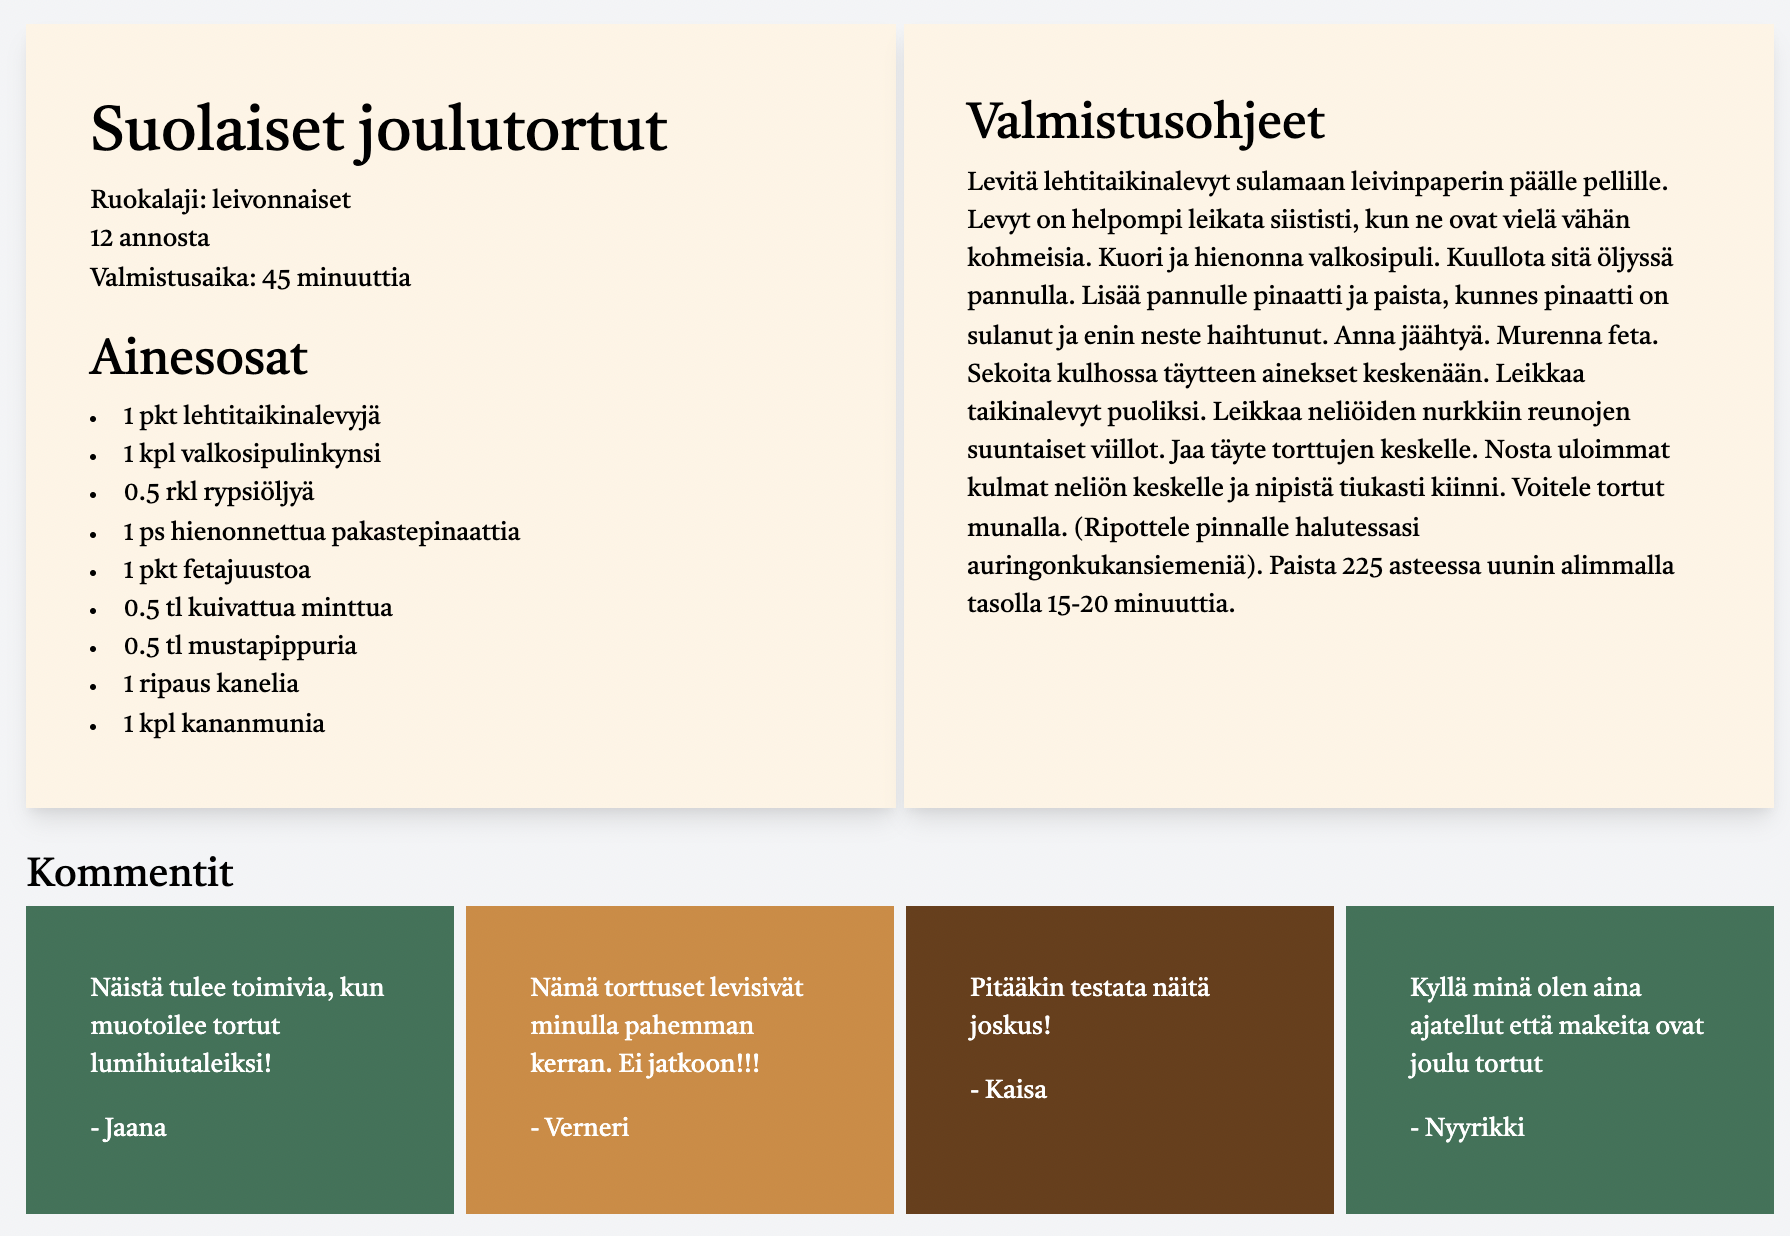 Suolaiset joulutortut
Ruokalaji: leivonnaiset
12 annosta
Valmistusaika: 45 minuuttia
Ainesosat
• 1 pkt lehtitaikinalevyjä
• 1 kpl valkosipulinkynsi
• 0.5 rkl rypsiöljyä
• 1 ps hienonnettua pakastepinaattia
• 1 pkt fetajuustoa
• 0.5 tl kuivattua minttua
• 0.5 tl mustapippuria
• 1 ripaus kanelia
• 1 kpl kananmunia
Valmistusohjeet
Levitä lehtitaikinalevyt sulamaan leivinpaperin päälle pellille.
Levyt on helpompi leikata siististi, kun ne ovat vielä vähän
kohmeisia. Kuori ja hienonna valkosipuli. Kuullota sitä öljyssä
pannulla. Lisää pannulle pinaatti ja paista, kunnes pinaatti on
sulanut ja enin neste haihtunut. Anna jäähtyä. Murenna feta.
Sekoita kulhossa täytteen ainekset keskenään. Leikkaa
taikinalevyt puoliksi. Leikkaa neliöiden nurkkiin reunojen
suuntaiset viillot. Jaa täyte torttujen keskelle. Nosta uloimmat
kulmat neliön keskelle ja nipistä tiukasti kiinni. Voitele tortut
munalla. (Ripottele pinnalle halutessasi
auringonkukansiemeniä). Paista 225 asteessa uunin alimmalla
tasolla 15-20 minuuttia.
Kommentit
Näistä tulee toimivia, kun
muotoilee tortut
lumihiutaleiksi!
- Jaana
Nämä torttuset levisivät
minulla pahemman
kerran. Ei jatkoon!!!
- Verneri
Pitääkin testata näitä
joskus!
- Kaisa
Kyllä minä olen aina
ajatellut että makeita ovat
joulu tortut
- Nyyrikki